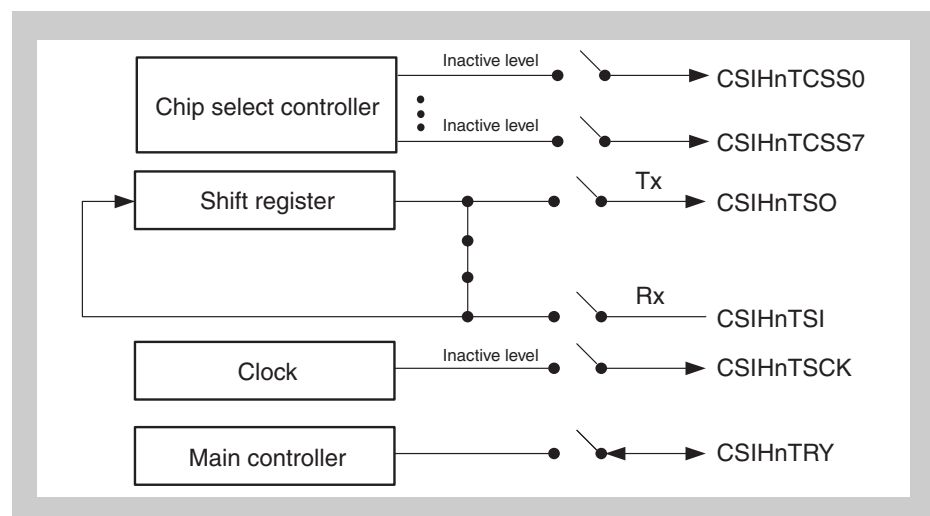 Inactive level
CSIHnTCSS0
Chip select controller
Inactive level
CSIHnTCSS7
Shift register
Tx
CSIHnTSO
Rx
CSIHnTSI
Inactive level
Clock
CSIHnTSCK
Main controller
CSIHnTRY